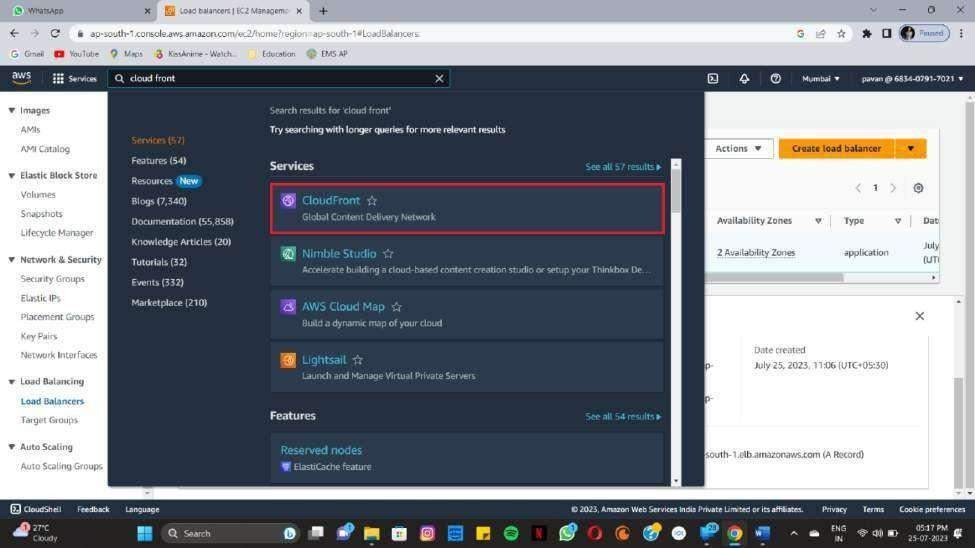 WhatsApp
Load balancers | EC2 Managemen
ap-south-1.console.aws.amazon.com/ec2/home?region=ap-south-1#LoadBalancers:
Paused
Gmail
YouTube
Maps
KissAnime - Watch...
Education
EMS AP
aws
Services
cloud front
Mumbai
pavan @ 6834-0791-7021
Images
AMIs
AMI Catalog
Elastic Block Store
Volumes
Snapshots
Lifecycle Manager
Network & Security
Security Groups
Elastic IPs
Placement Groups
Key Pairs
Network Interfaces
Load Balancing
Load Balancers
Target Groups
Auto Scaling
Auto Scaling Groups
Services (57)
Features (54)
Resources New
Blogs (7,340)
Documentation (55,858)
Knowledge Articles (20)
Tutorials (32)
Events (332)
Marketplace (210)
Search results for 'cloud front'
Try searching with longer queries for more relevant results
Services
See all 57 results
CloudFront
Global Content Delivery Network
Nimble Studio
Accelerate building a cloud-based content creation studio or setup your Thinkbox De...
AWS Cloud Map
Build a dynamic map of your cloud
Lightsail
Launch and Manage Virtual Private Servers
Features
See all 54 results
Reserved nodes
ElastiCache feature
Actions
Create load balancer
1
Availability Zones
Type
Dat
2 Availability Zones
application
July
(UT
Date created
July 25, 2023, 11:06 (UTC+05:30)
p-
p-
south-1.elb.amazonaws.com (A Record)
CloudShell
Feedback
Language
© 2023, Amazon Web Services India Private Limited or its affiliates.
Privacy
Terms
Cookie preferences
27°C
Cloudy
Search
ENG
IN
05:17 PM
25-07-2023